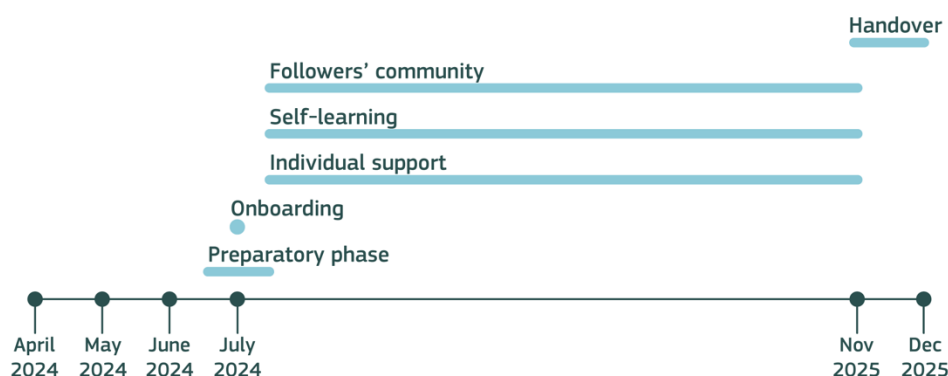 Handover
Followers’ community
Self-learning
Individual support
Onboarding
Preparatory phase
April May June July Nov Dec
2024 2024 2024 2024 2025 2025